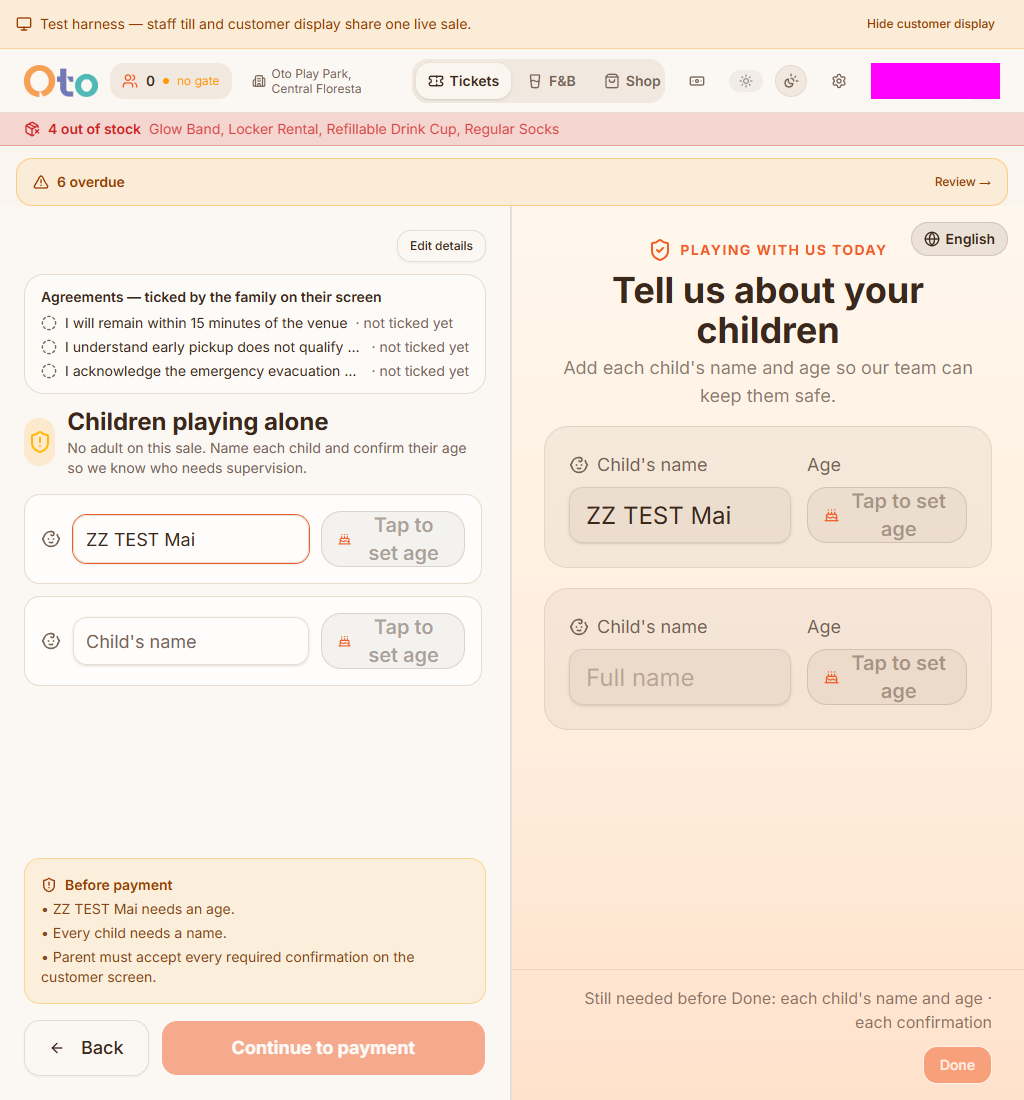 Test harness — staff till and customer display share one live sale.
Hide customer display
Oto
0 • no gate
Oto Play Park,
Central Floresta
Tickets
F&B
Shop
4 out of stock Glow Band, Locker Rental, Refillable Drink Cup, Regular Socks
6 overdue
Review →
Edit details
Agreements — ticked by the family on their screen
I will remain within 15 minutes of the venue · not ticked yet
I understand early pickup does not qualify ... · not ticked yet
I acknowledge the emergency evacuation ... · not ticked yet
Children playing alone
No adult on this sale. Name each child and confirm their age
so we know who needs supervision.
ZZ TEST Mai
Tap to
set age
Child's name
Tap to
set age
Before payment
• ZZ TEST Mai needs an age.
• Every child needs a name.
• Parent must accept every required confirmation on the
customer screen.
Back
Continue to payment
English
PLAYING WITH US TODAY
Tell us about your
children
Add each child's name and age so our team can
keep them safe.
Child's name
Age
ZZ TEST Mai
Tap to set
age
Child's name
Age
Full name
Tap to set
age
Still needed before Done: each child's name and age ·
each confirmation
Done